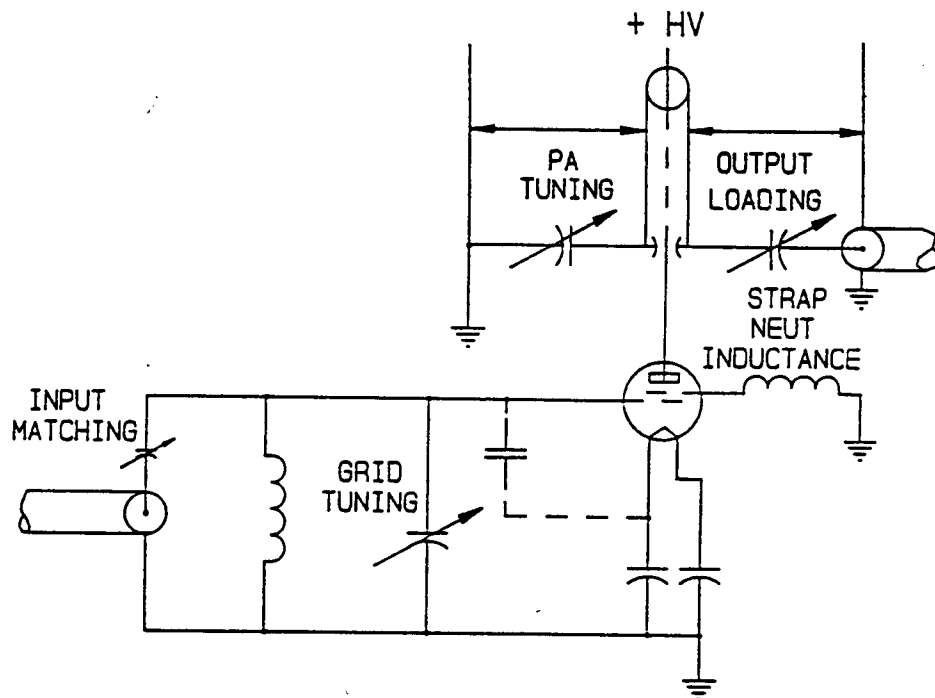 + HV
PA
TUNING
OUTPUT
LOADING
STRAP
NEUT
INDUCTANCE
INPUT
MATCHING
GRID
TUNING